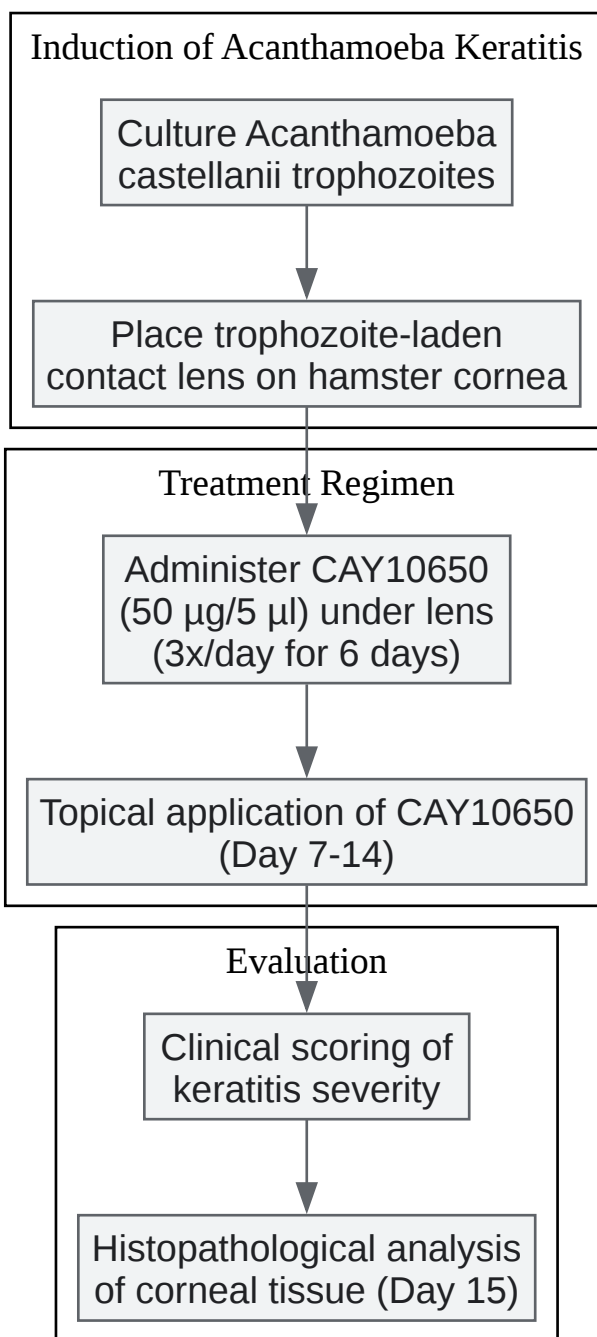 Induction of Acanthamoeba Keratitis
Culture Acanthamoeba
castellanii trophozoites
Place trophozoite-laden
contact lens on hamster cornea
Treatment Regimen
Administer CAY10650
(50 µg/5 µl) under lens
(3x/day for 6 days)
Topical application of CAY10650
(Day 7-14)
Evaluation
Clinical scoring of
keratitis severity
Histopathological analysis
of corneal tissue (Day 15)